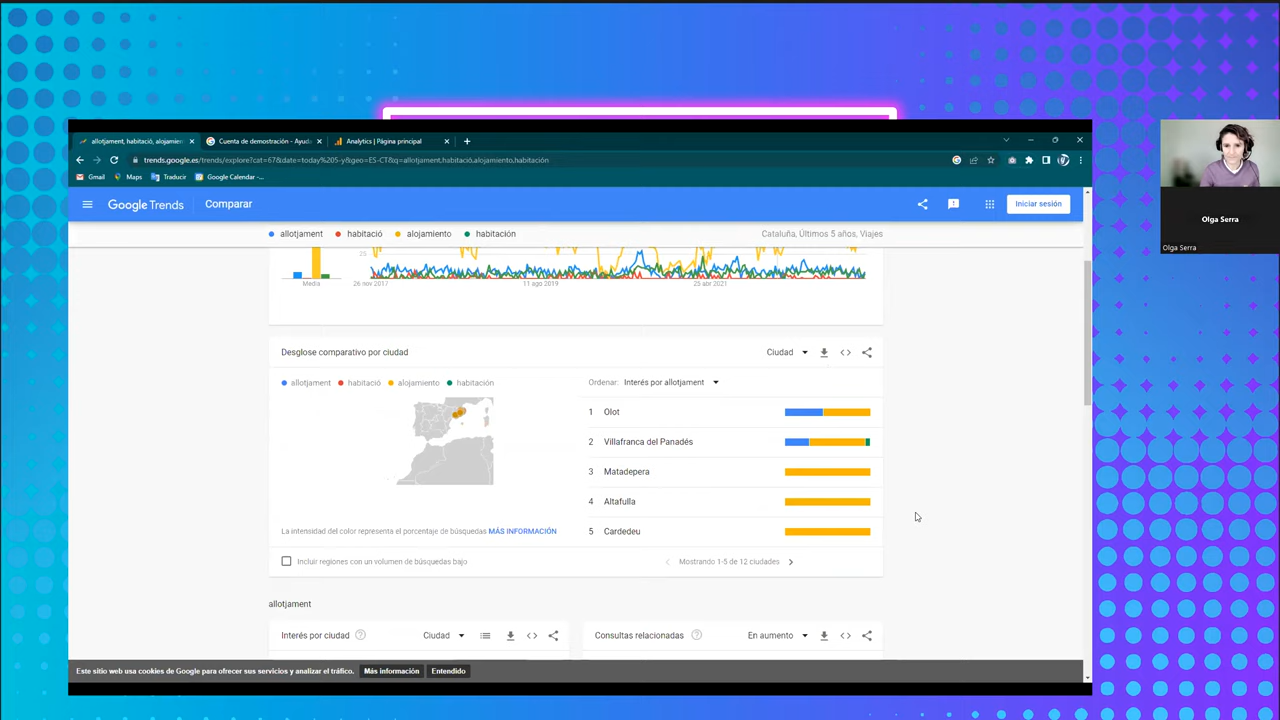 allotjament, habitació, alojamien
Cuenta de demostración - Ayuda
Analytics | Página principal
trends.google.es/trends/explore?cat=67&date=today%205-y&geo=ES-CT&q=allotjament,habitació,alojamiento,habitación
Gmail
Maps
Traducir
Google Calendar -...
Google Trends
Comparar
Iniciar sesión
allotjament
habitació
alojamiento
habitación
Cataluña, Últimos 5 años, Viajes
25
Media
26 nov 2017
11 ago 2019
25 abr 2021
Desglose comparativo por ciudad
Ciudad
allotjament
habitació
alojamiento
habitación
Ordenar: Interés por allotjament
1 Olot
2 Villafranca del Panadés
3 Matadepera
4 Altafulla
5 Cardedeu
La intensidad del color representa el porcentaje de búsquedas MÁS INFORMACIÓN
Incluir regiones con un volumen de búsquedas bajo
Mostrando 1-5 de 12 ciudades
allotjament
Interés por ciudad
Ciudad
Consultas relacionadas
En aumento
Este sitio web usa cookies de Google para ofrecer sus servicios y analizar el tráfico.
Más información
Entendido
Olga Serra
Olga Serra